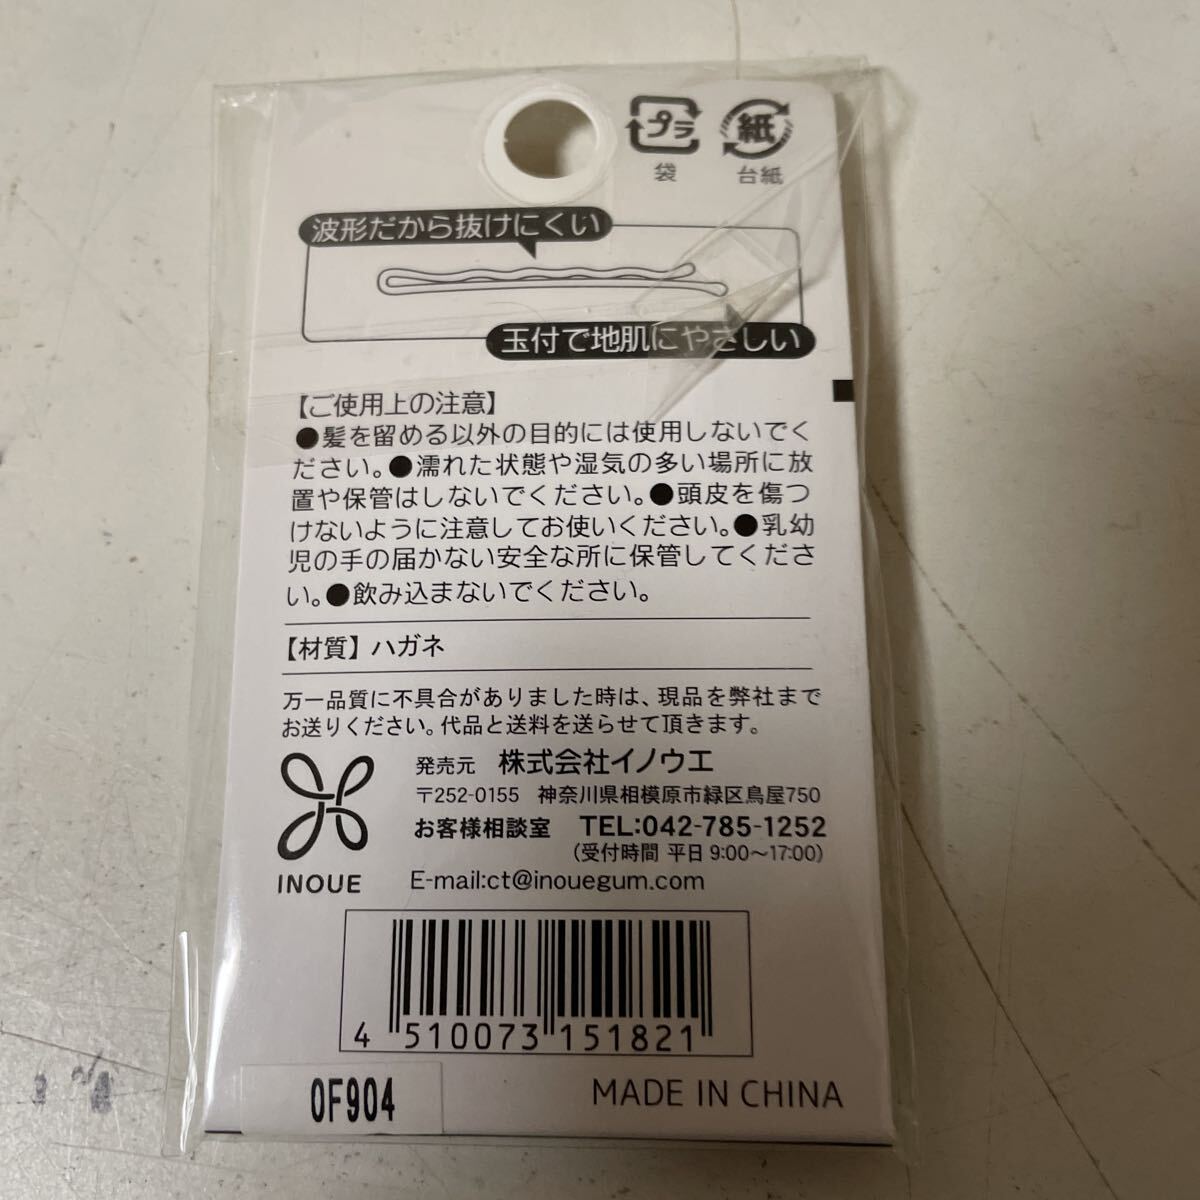 プラ
紙
袋
台紙
波形だから抜けにくい
玉付で地肌にやさしい
【ご使用上の注意】
●髪を留める以外の目的には使用しないでく
ださい。●濡れた状態や湿気の多い場所に放
置や保管はしないでください。●頭皮を傷つ
けないように注意してお使いください。●乳幼
児の手の届かない安全な所に保管してくださ
い。●飲み込まないでください。
【材質】ハガネ
万一品質に不具合がありました時は、現品を弊社まで
お送りください。代品と送料を送らせて頂きます。
発売元 株式会社イノウエ
〒252-0155 神奈川県相模原市緑区鳥屋750
お客様相談室 TEL:042-785-1252
(受付時間 平日 9:00〜17:00)
INOUE
E-mail:ct@inouegum.com
4 510073 151821
0F904
MADE IN CHINA